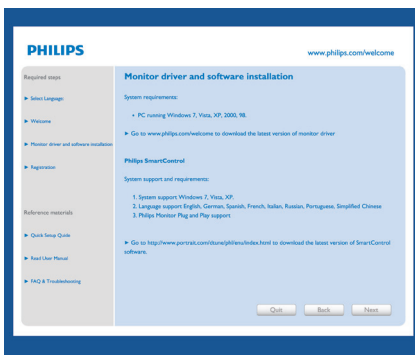 PHILIPS
www.philips.com/welcome
Required steps
Select Language:
Welcome
Monitor driver and software installation
Registration
Reference materials
Quick Setup Guide
Read User Manual
FAQ & Troubleshooting
Monitor driver and software installation
System requirements:
• PC running Windows 7, Vista, XP, 2000, 98.
Go to www.philips.com/welcome to download the latest version of monitor driver
Philips SmartControl
System support and requirements:
1. System support Windows 7, Vista, XP.
2. Language support English, German, Spanish, French, Italian, Russian, Portuguese, Simplified Chinese
3. Philips Monitor Plug and Play support
Go to http://www.portrait.com/dtune/phl/enu/index.html to download the latest version of SmartControl
software.
Quit
Back
Next